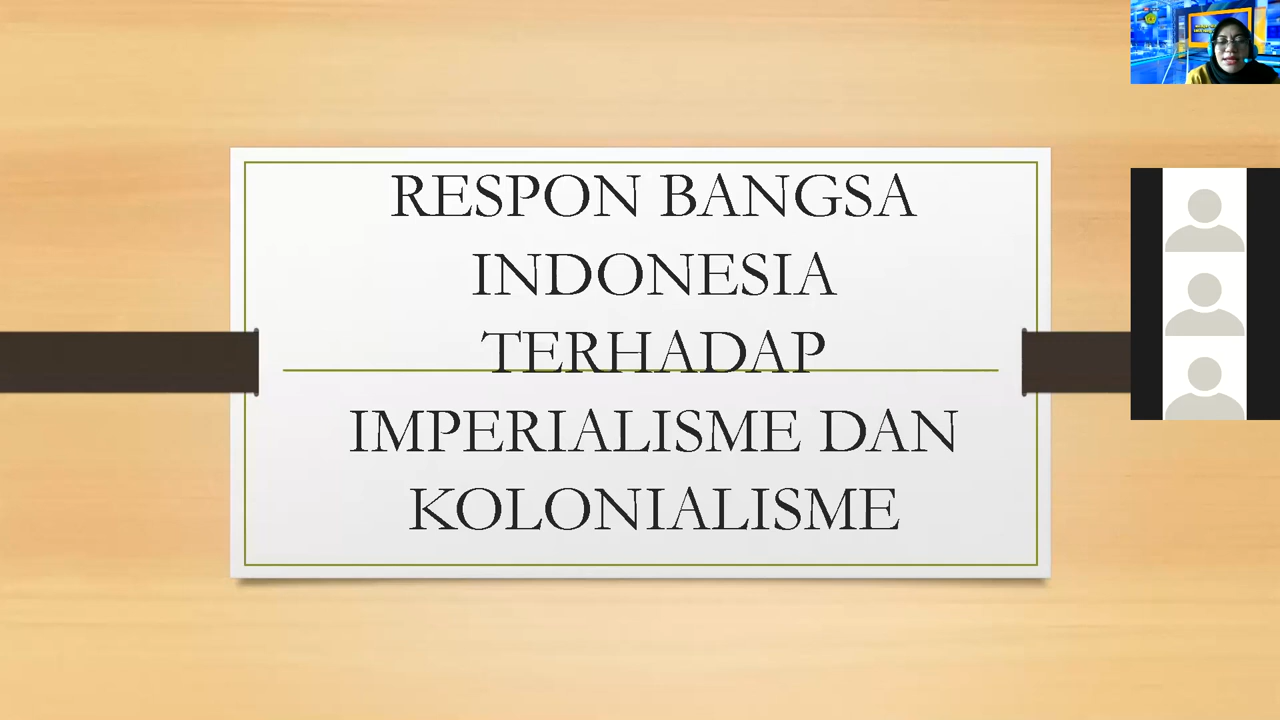 RESPON BANGSA
INDONESIA
TERHADAP
IMPERIALISME DAN
KOLONIALISME